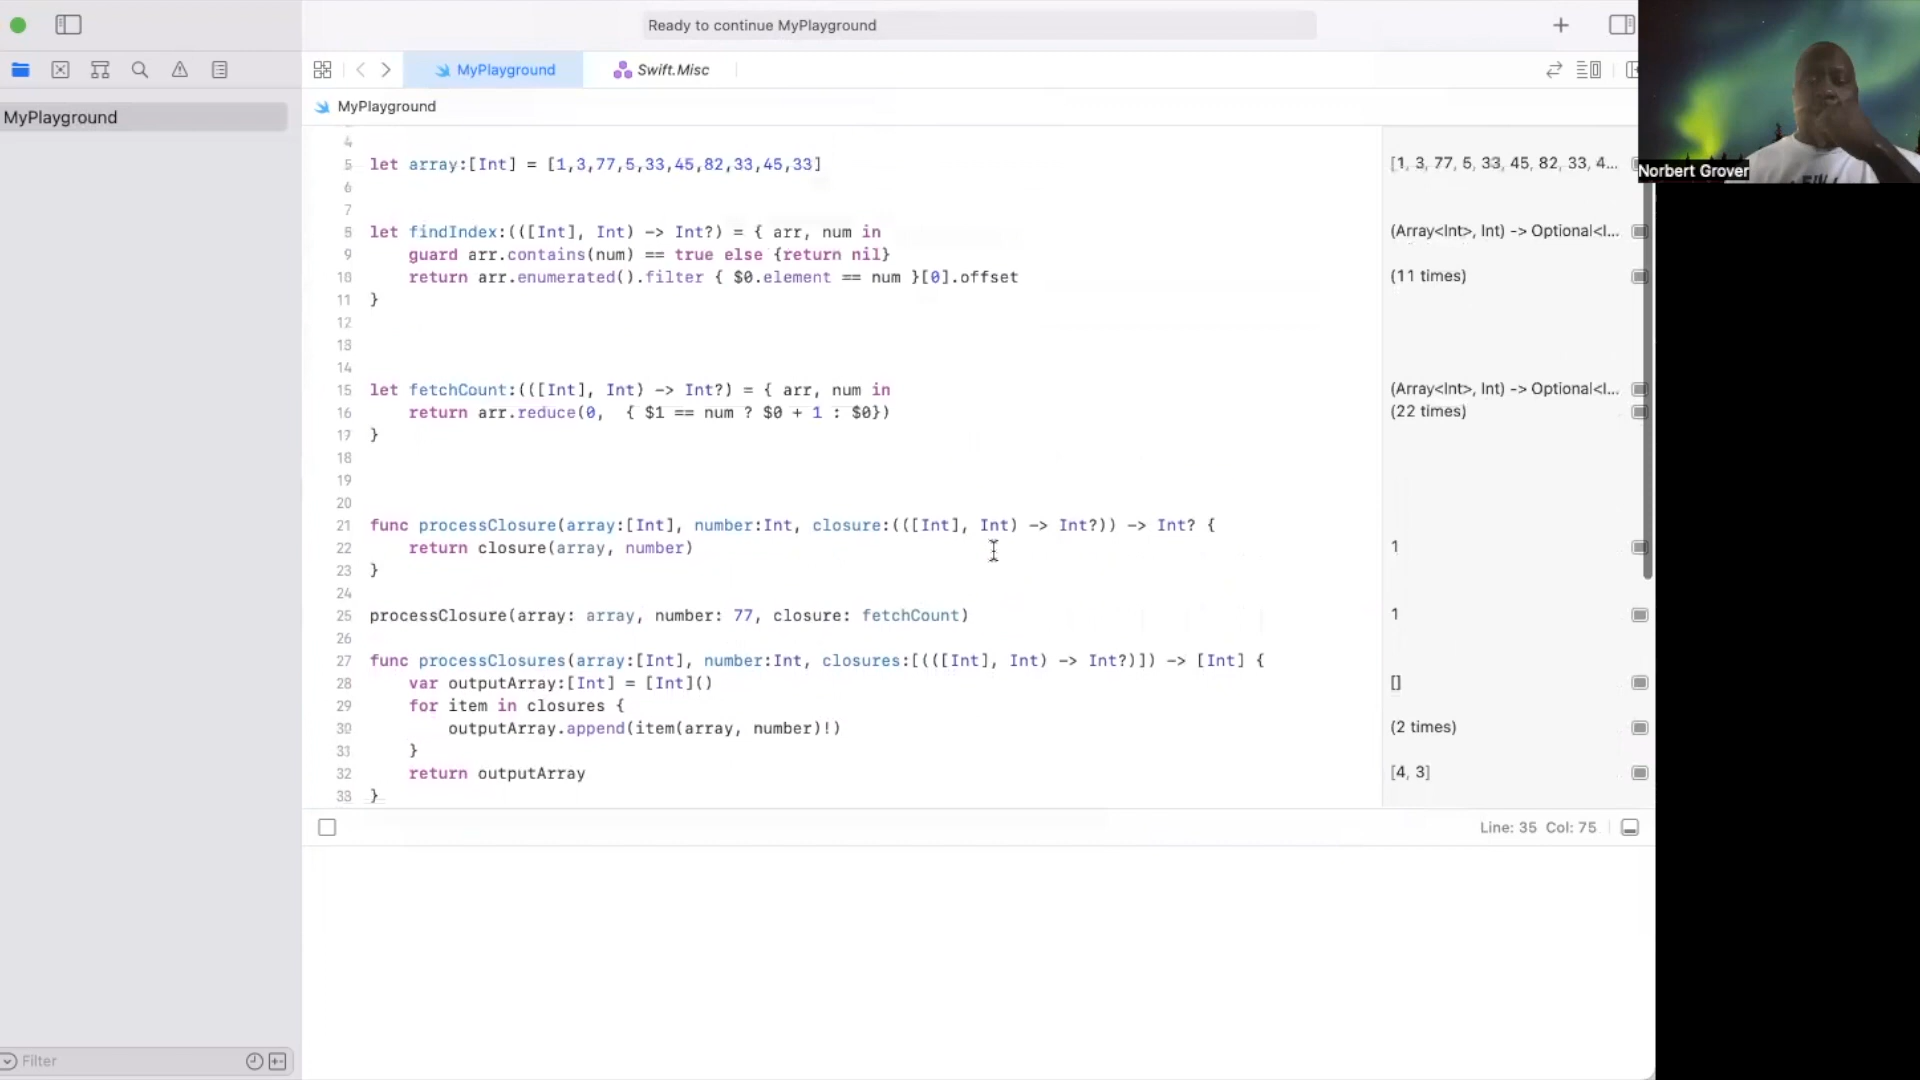 Ready to continue MyPlayground
MyPlayground
Swift.Misc
MyPlayground
MyPlayground
Norbert Grover
4
5 let array:[Int] = [1,3,77,5,33,45,82,33,45,33]
[1, 3, 77, 5, 33, 45, 82, 33, 4...
6
7
8 let findIndex:(([Int], Int) -> Int?) = { arr, num in
(Array<Int>, Int) -> Optional<I...
9 guard arr.contains(num) == true else {return nil}
10 return arr.enumerated().filter { $0.element == num }[0].offset
(11 times)
11 }
12
13
14
15 let fetchCount:(([Int], Int) -> Int?) = { arr, num in
(Array<Int>, Int) -> Optional<I...
16 return arr.reduce(0,  { $1 == num ? $0 + 1 : $0})
(22 times)
17 }
18
19
20
21 func processClosure(array:[Int], number:Int, closure:(([Int], Int) -> Int?)) -> Int? {
22 return closure(array, number)
1
23 }
24
25 processClosure(array: array, number: 77, closure: fetchCount)
1
26
27 func processClosures(array:[Int], number:Int, closures:[(([Int], Int) -> Int?)]) -> [Int] {
28 var outputArray:[Int] = [Int]()
[]
29 for item in closures {
30 outputArray.append(item(array, number)!)
(2 times)
31 }
32 return outputArray
[4, 3]
33 }
Line: 35 Col: 75
Filter